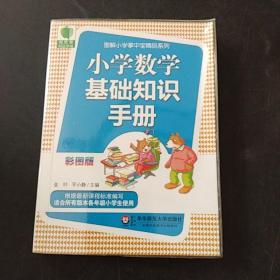 图解小学掌中宝精品系列
小学数学
基础知识
手册
彩图版
主编
根据最新课程标准编写
适合所有版本各年级小学生使用
华东师范大学出版社